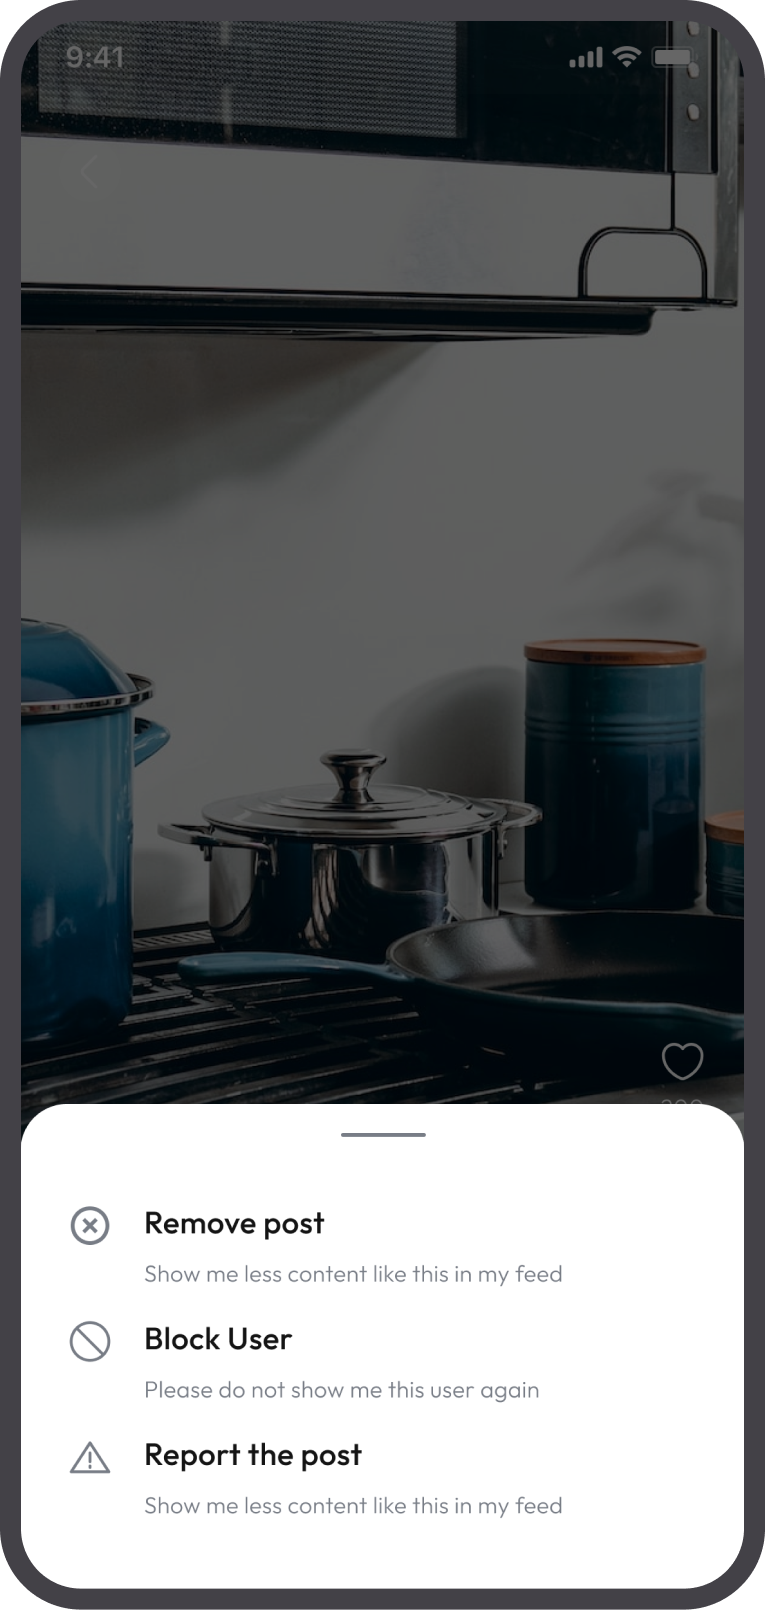 9:41
Remove post
Show me less content like this in my feed
Block User
Please do not show me this user again
Report the post
Show me less content like this in my feed